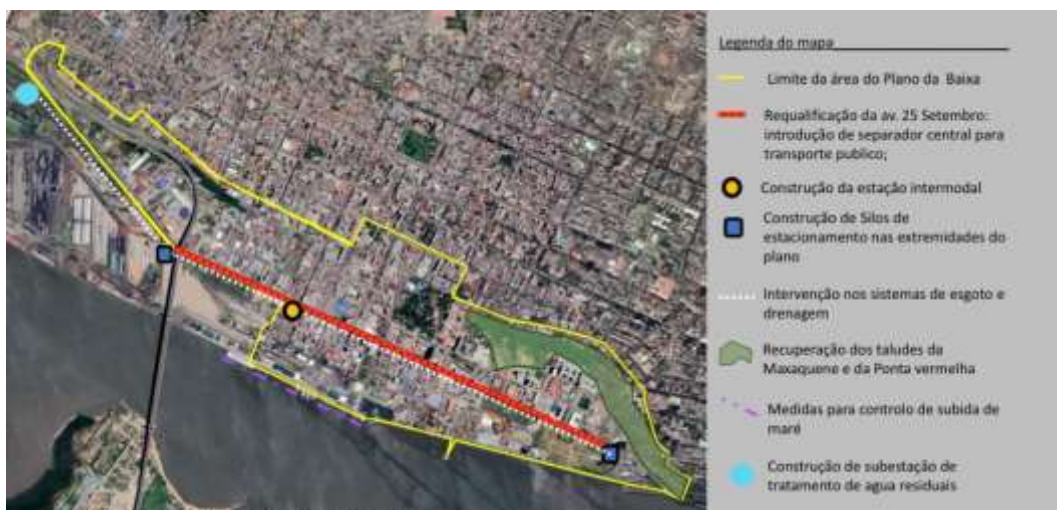 Legenda do mapa
Limite da área do Plano da Baixa
Requalificação da av. 25 Setembro:
introdução de separador central para
transporte publico;
Construção da estação intermodal
Construção de Silos de
estacionamento nas extremidades do
plano
Intervenção nos sistemas de esgoto e
drenagem
Recuperação dos taludes da
Maxaquene e da Ponta vermelha
Medidas para controlo de subida de
maré
Construção de subestação de
tratamento de agua residuais